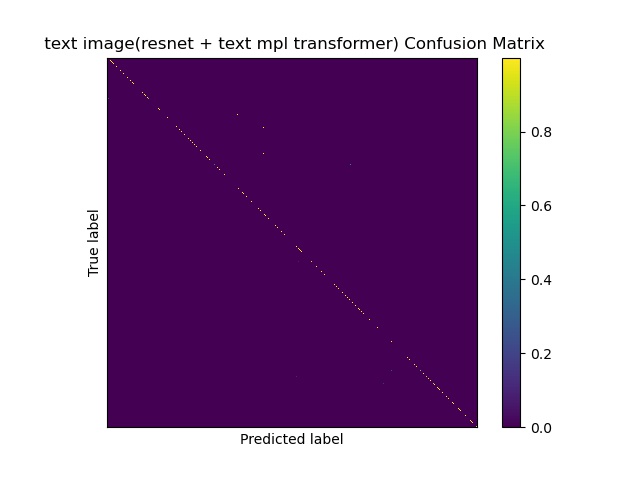 text image(resnet + text mpl transformer) Confusion Matrix
True label
Predicted label
0.8
0.6
0.4
0.2
0.0